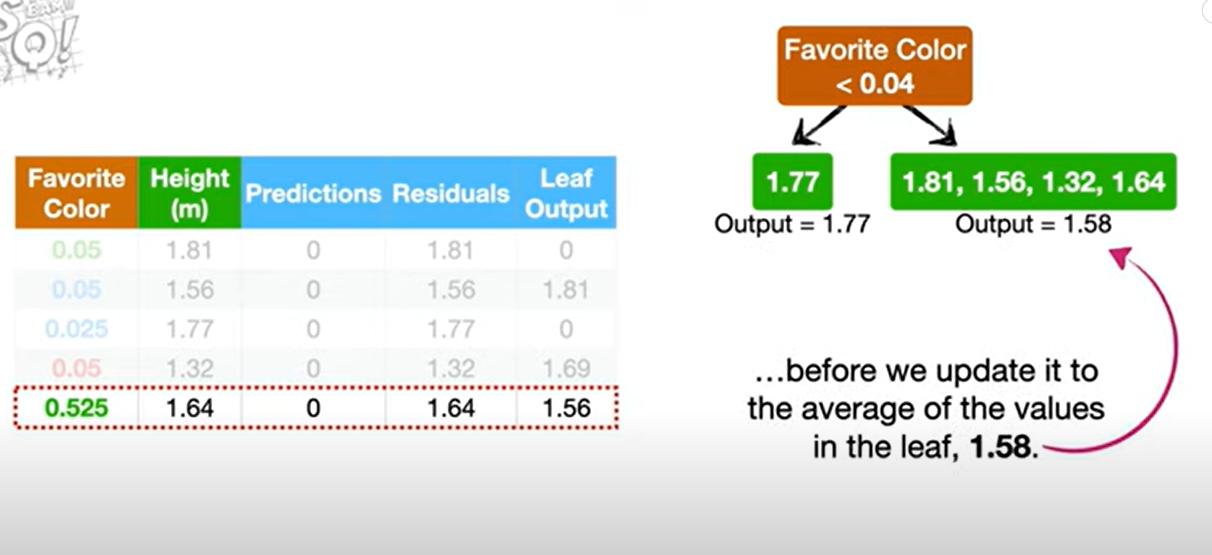 BAM!
Favorite Color
< 0.04
1.77
1.81, 1.56, 1.32, 1.64
Output = 1.77
Output = 1.58
Favorite Color
Height (m)
Predictions
Residuals
Leaf Output
0.05 1.81 0 1.81 0
0.05 1.56 0 1.56 1.81
0.025 1.77 0 1.77 0
0.05 1.32 0 1.32 1.69
0.525 1.64 0 1.64 1.56
…before we update it to
the average of the values
in the leaf, 1.58.